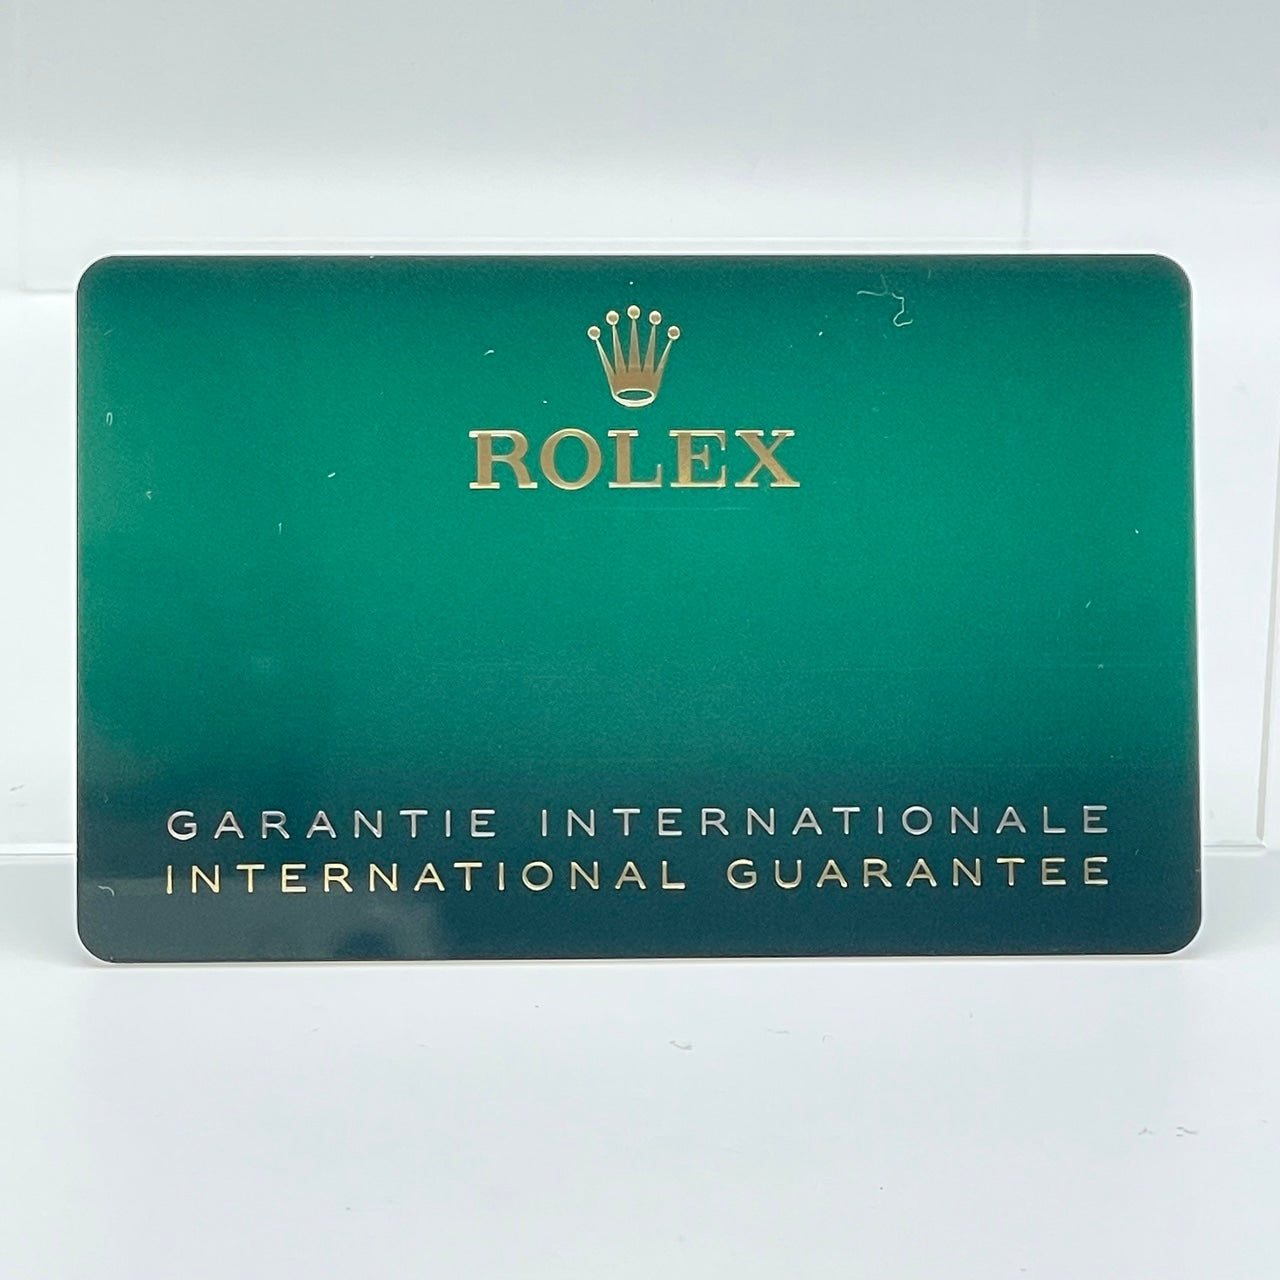 ROLEX
GARANTIE INTERNATIONALE
INTERNATIONAL GUARANTEE